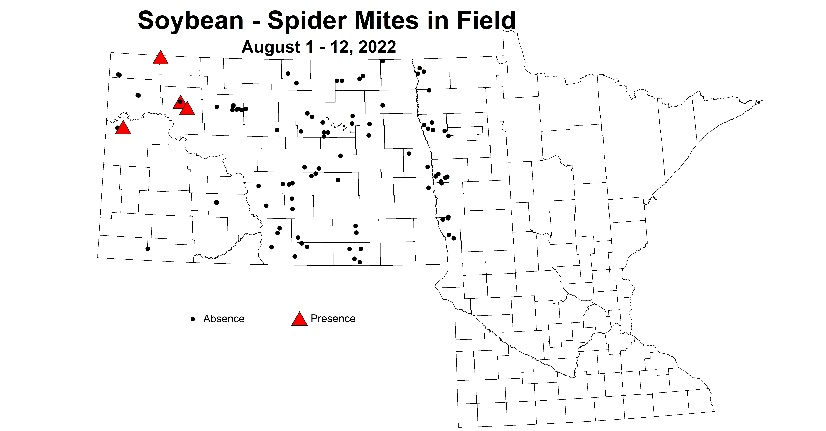 Soybean - Spider Mites in Field
August 1 - 12, 2022
Absence
Presence